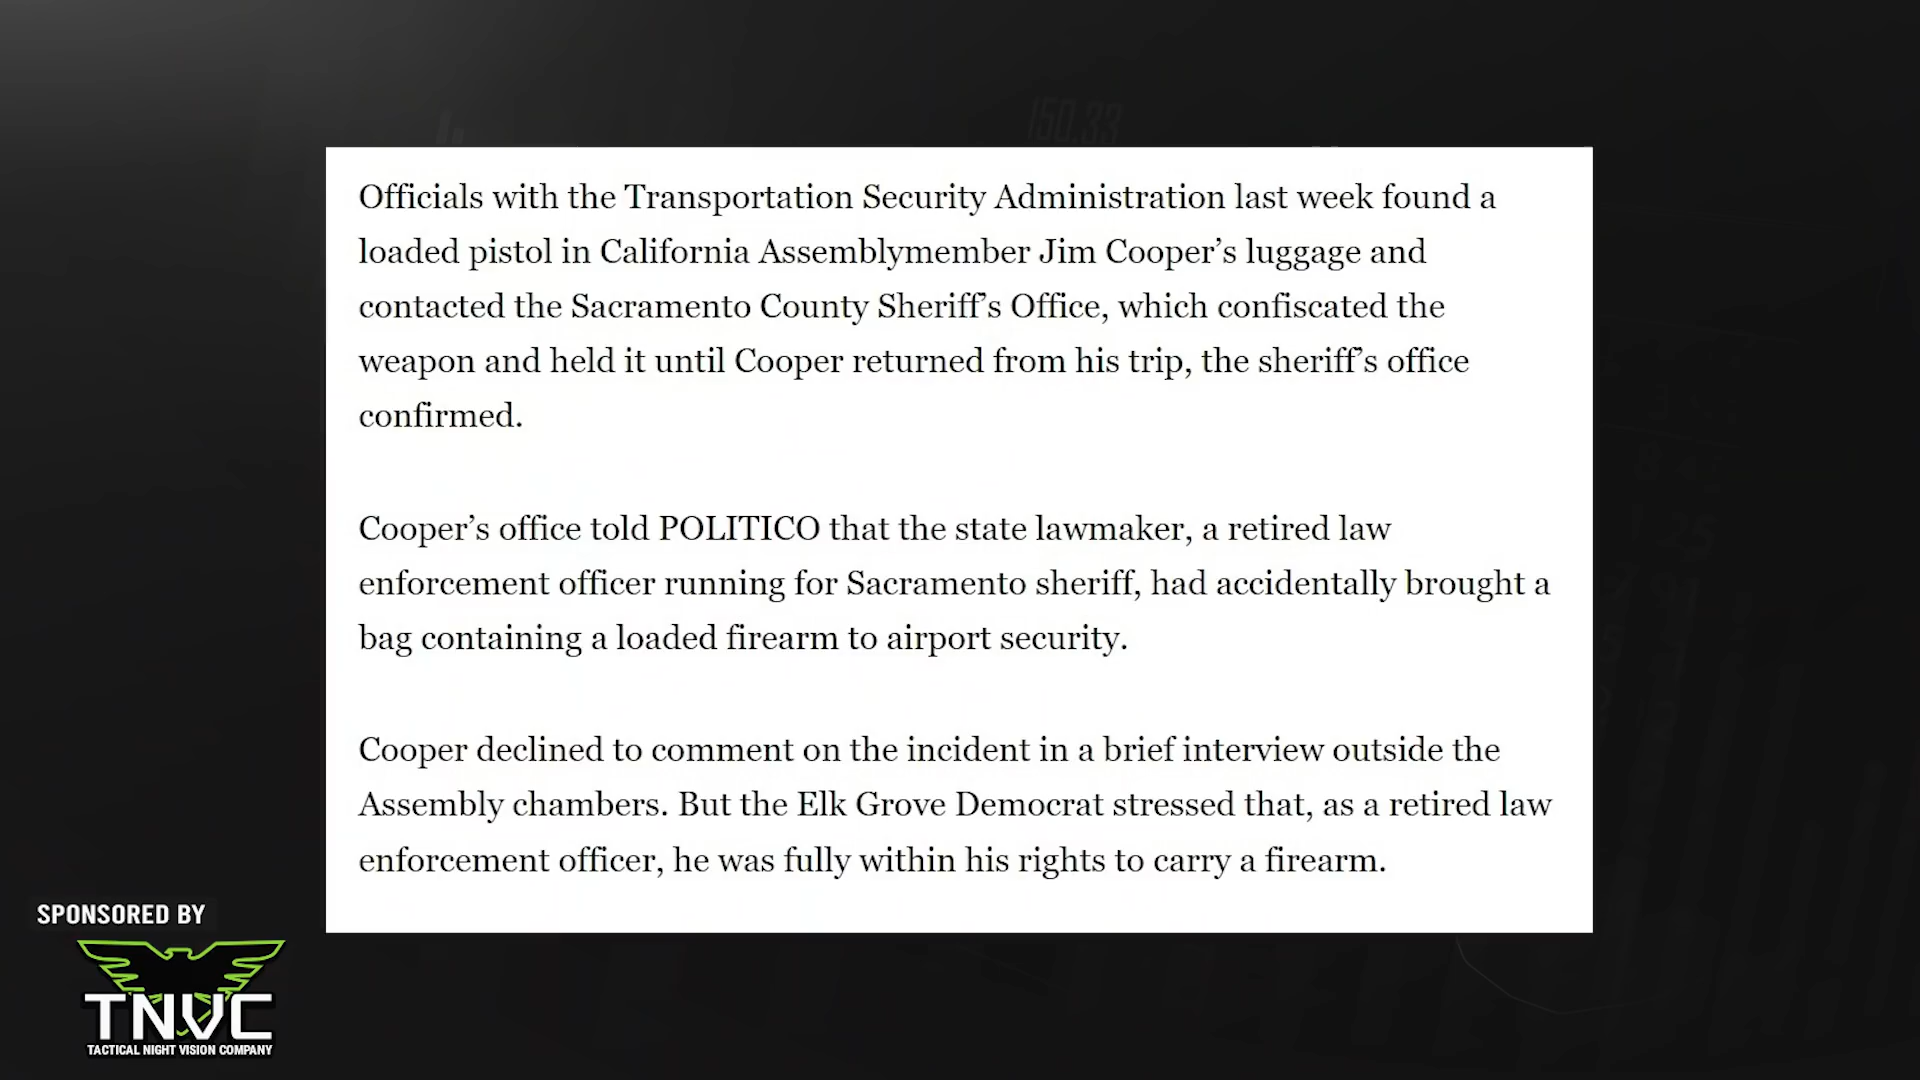 Officials with the Transportation Security Administration last week found a
loaded pistol in California Assemblymember Jim Cooper’s luggage and
contacted the Sacramento County Sheriff’s Office, which confiscated the
weapon and held it until Cooper returned from his trip, the sheriff’s office
confirmed.
Cooper’s office told POLITICO that the state lawmaker, a retired law
enforcement officer running for Sacramento sheriff, had accidentally brought a
bag containing a loaded firearm to airport security.
Cooper declined to comment on the incident in a brief interview outside the
Assembly chambers. But the Elk Grove Democrat stressed that, as a retired law
enforcement officer, he was fully within his rights to carry a firearm.
SPONSORED BY
TNVC
TACTICAL NIGHT VISION COMPANY
150.33